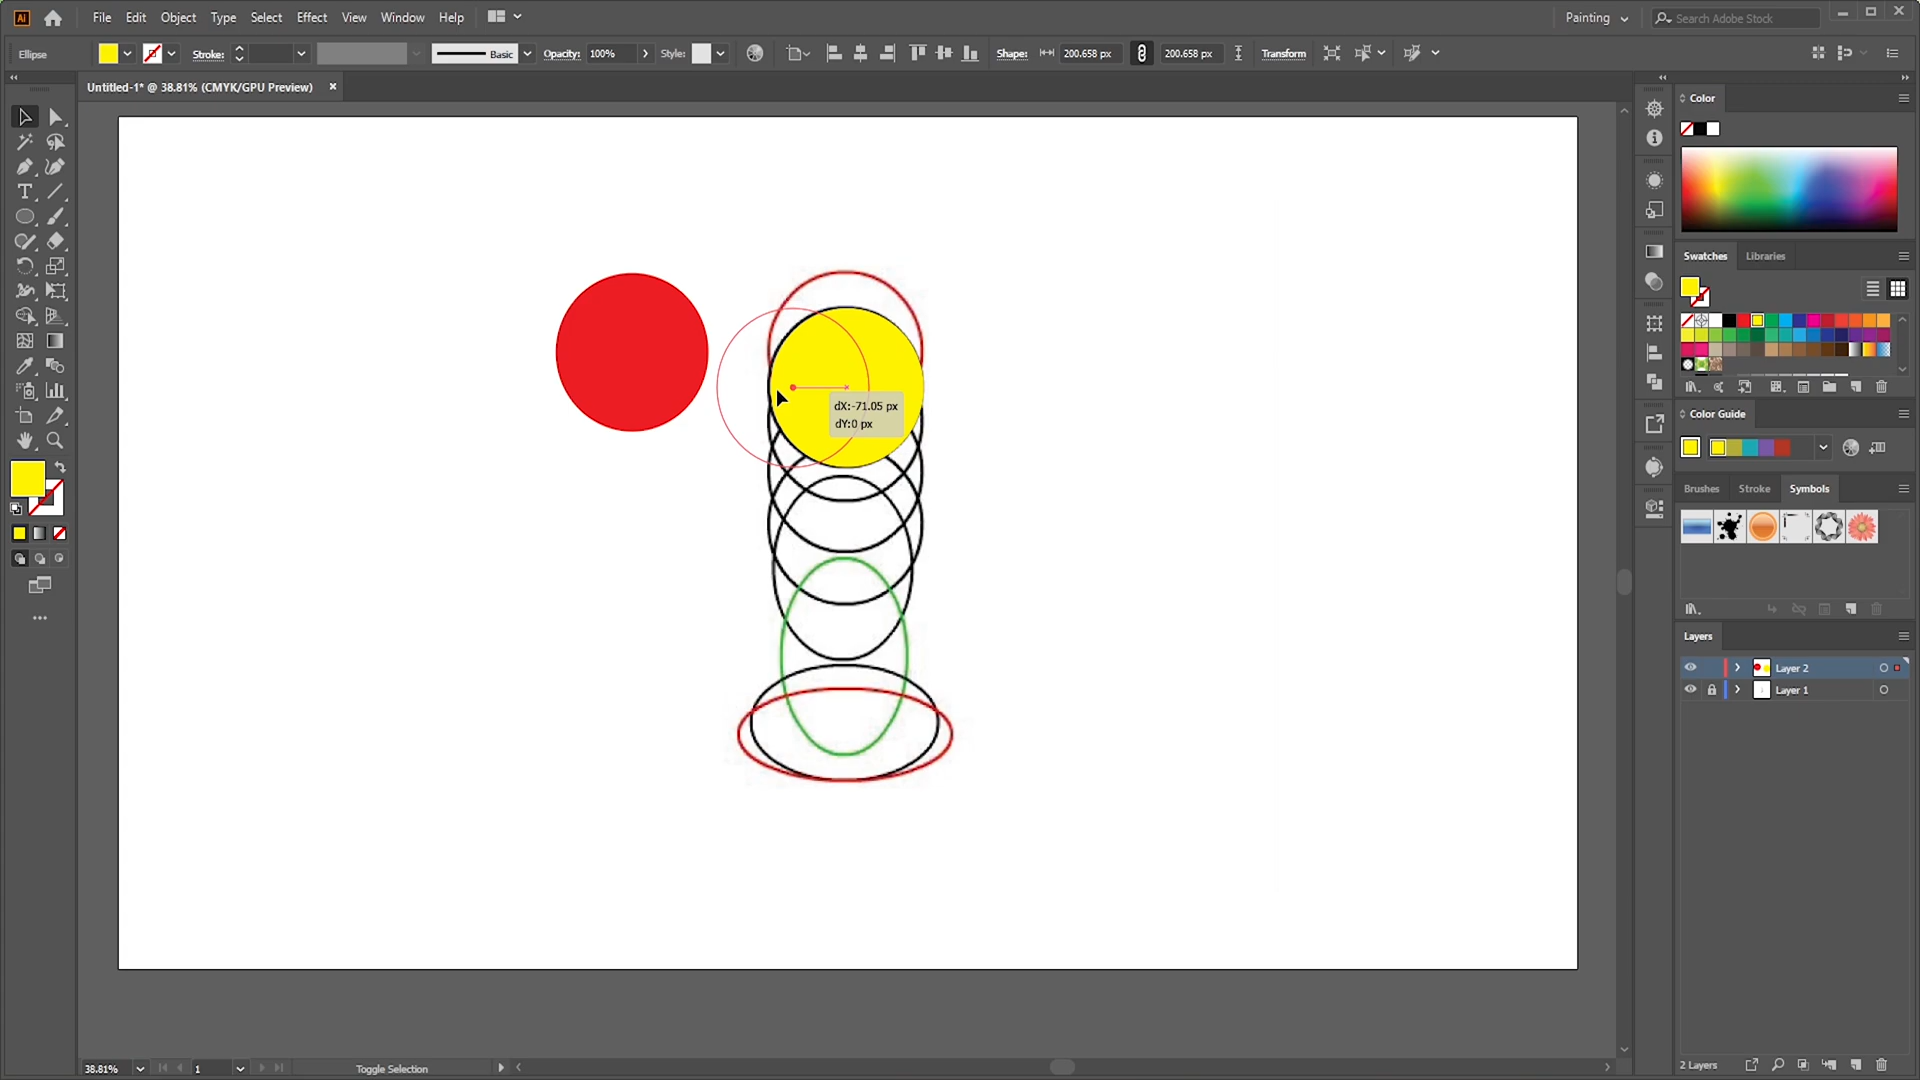 Ai File Edit Object Type Select Effect View Window Help Painting Search Adobe Stock
Ellipse Stroke: Basic Opacity: 100% Style: Shape: 200.658 px 200.658 px Transform
Untitled-1* @ 38.81% (CMYK/GPU Preview) ×
Color
Swatches Libraries
dX:-71.05 px
dY:0 px
Color Guide
Brushes Stroke Symbols
Layers
Layer 2
Layer 1
38.81% 1 Toggle Selection 2 Layers